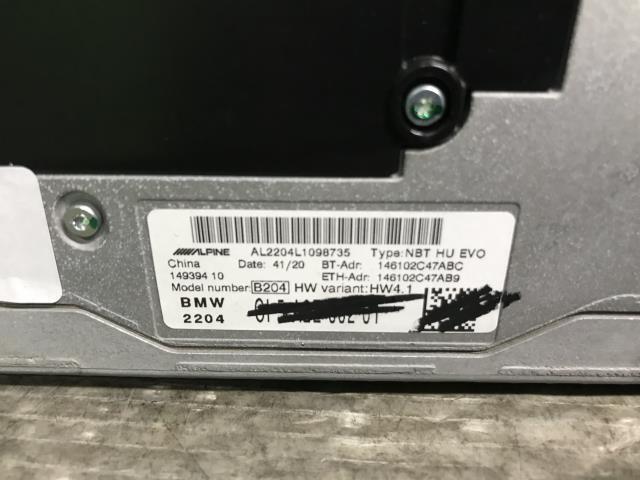 ALPINE AL2204L1098735 Type:NBT HU EVO
China Date: 41/20 BT-Adr: 146102C47ABC
149394 10 ETH-Adr: 146102C47AB9
Model number: B204 HW variant:HW4.1
BMW
2204